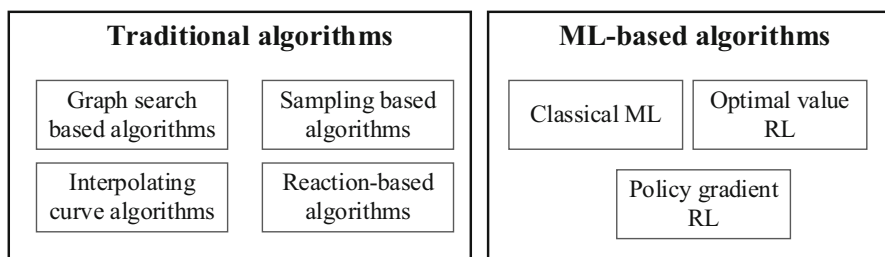 Traditional algorithms
Graph search
based algorithms
Sampling based
algorithms
Interpolating
curve algorithms
Reaction-based
algorithms
ML-based algorithms
Classical ML
Optimal value
RL
Policy gradient
RL